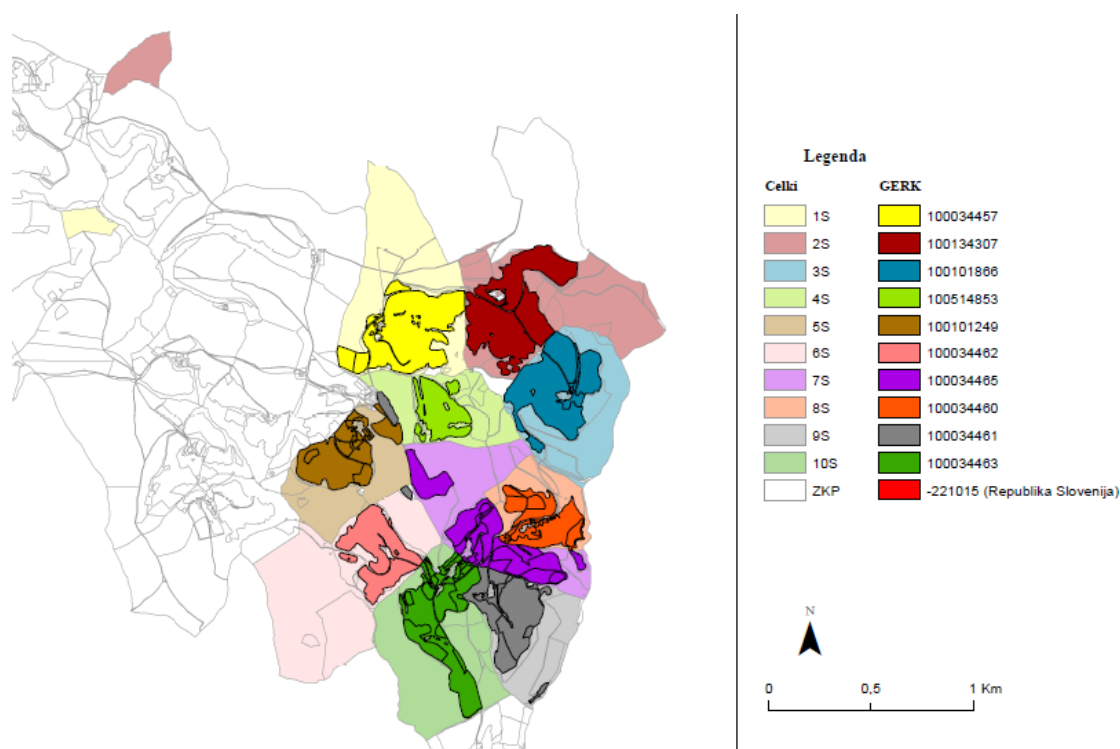 Legenda
Celki GERK
1S 100034457
2S 100134307
3S 100101866
4S 100514853
5S 100101249
6S 100034462
7S 100034465
8S 100034460
9S 100034461
10S 100034463
ZKP -221015 (Republika Slovenija)
N
0 0,5 1 Km